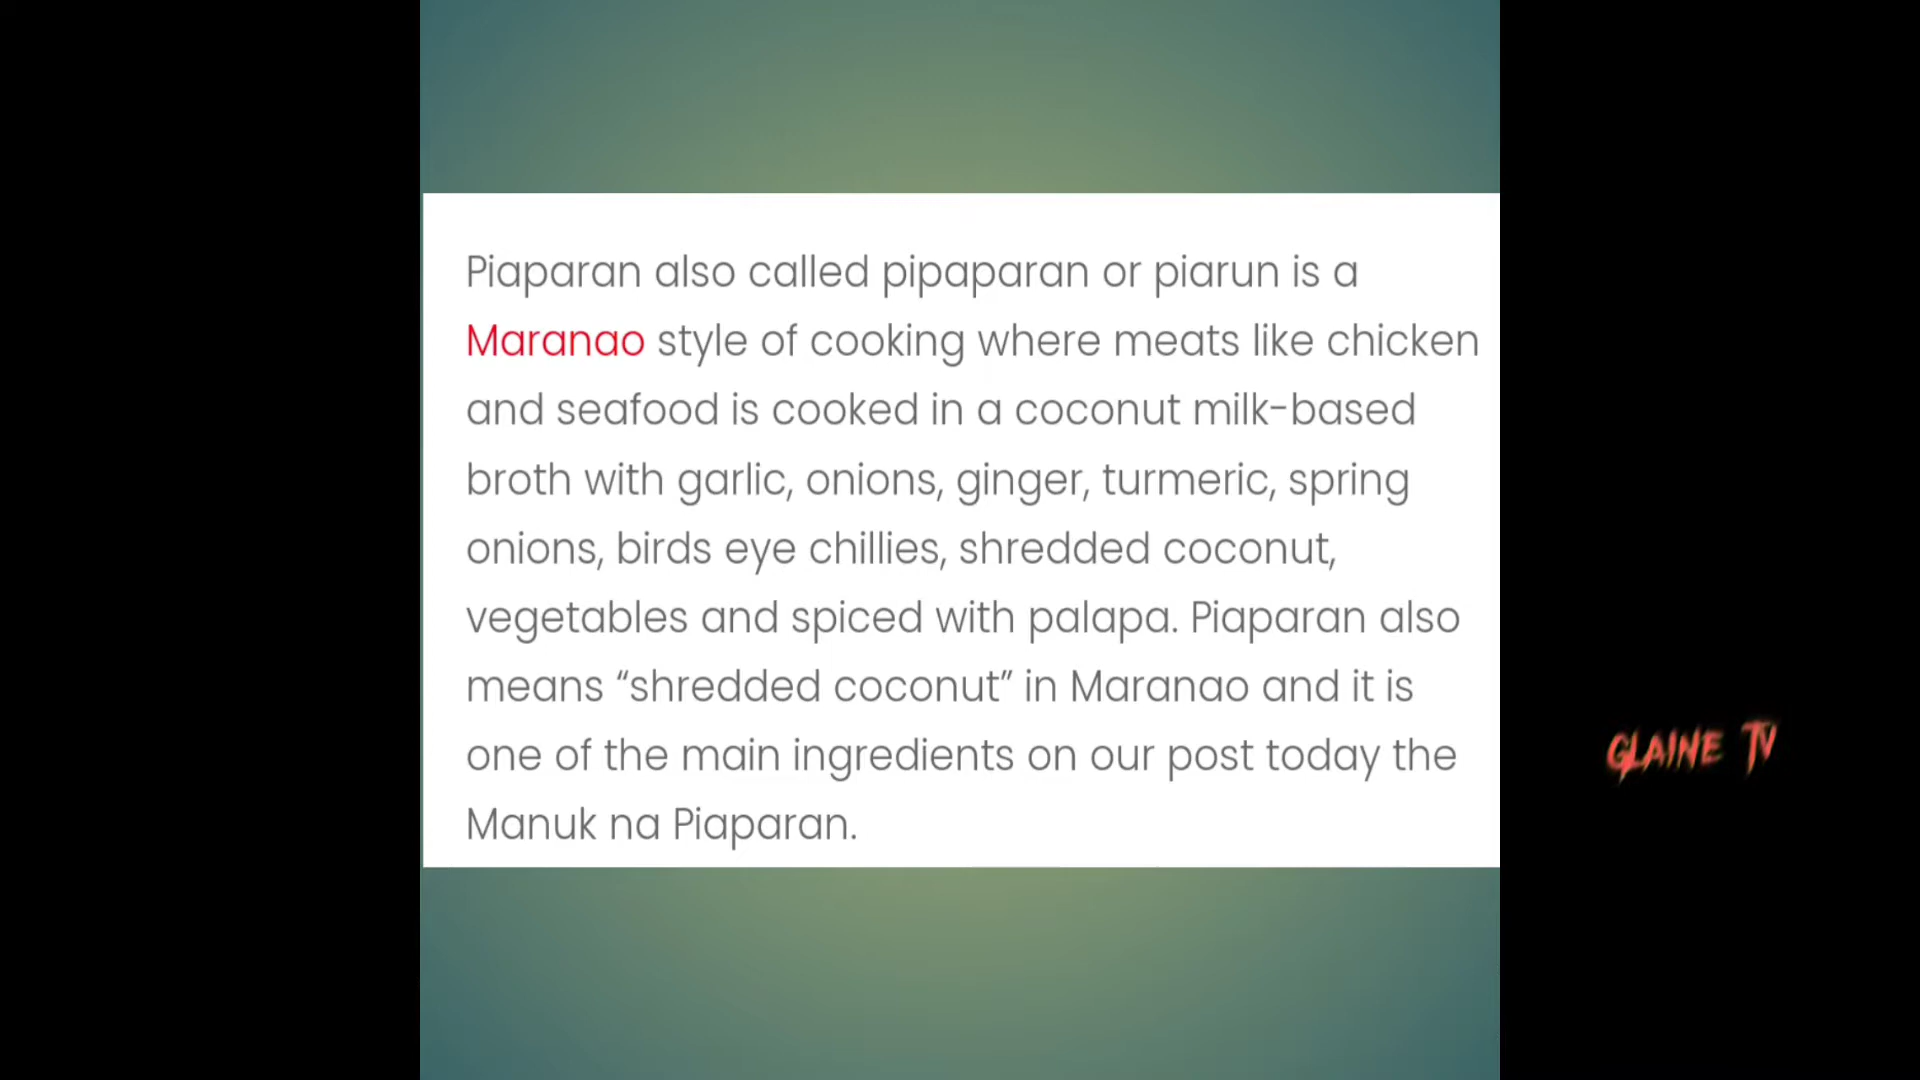 Piaparan also called pipaparan or piarun is a
Maranao style of cooking where meats like chicken
and seafood is cooked in a coconut milk-based
broth with garlic, onions, ginger, turmeric, spring
onions, birds eye chillies, shredded coconut,
vegetables and spiced with palapa. Piaparan also
means “shredded coconut” in Maranao and it is
one of the main ingredients on our post today the
Manuk na Piaparan.
GLAINE TV